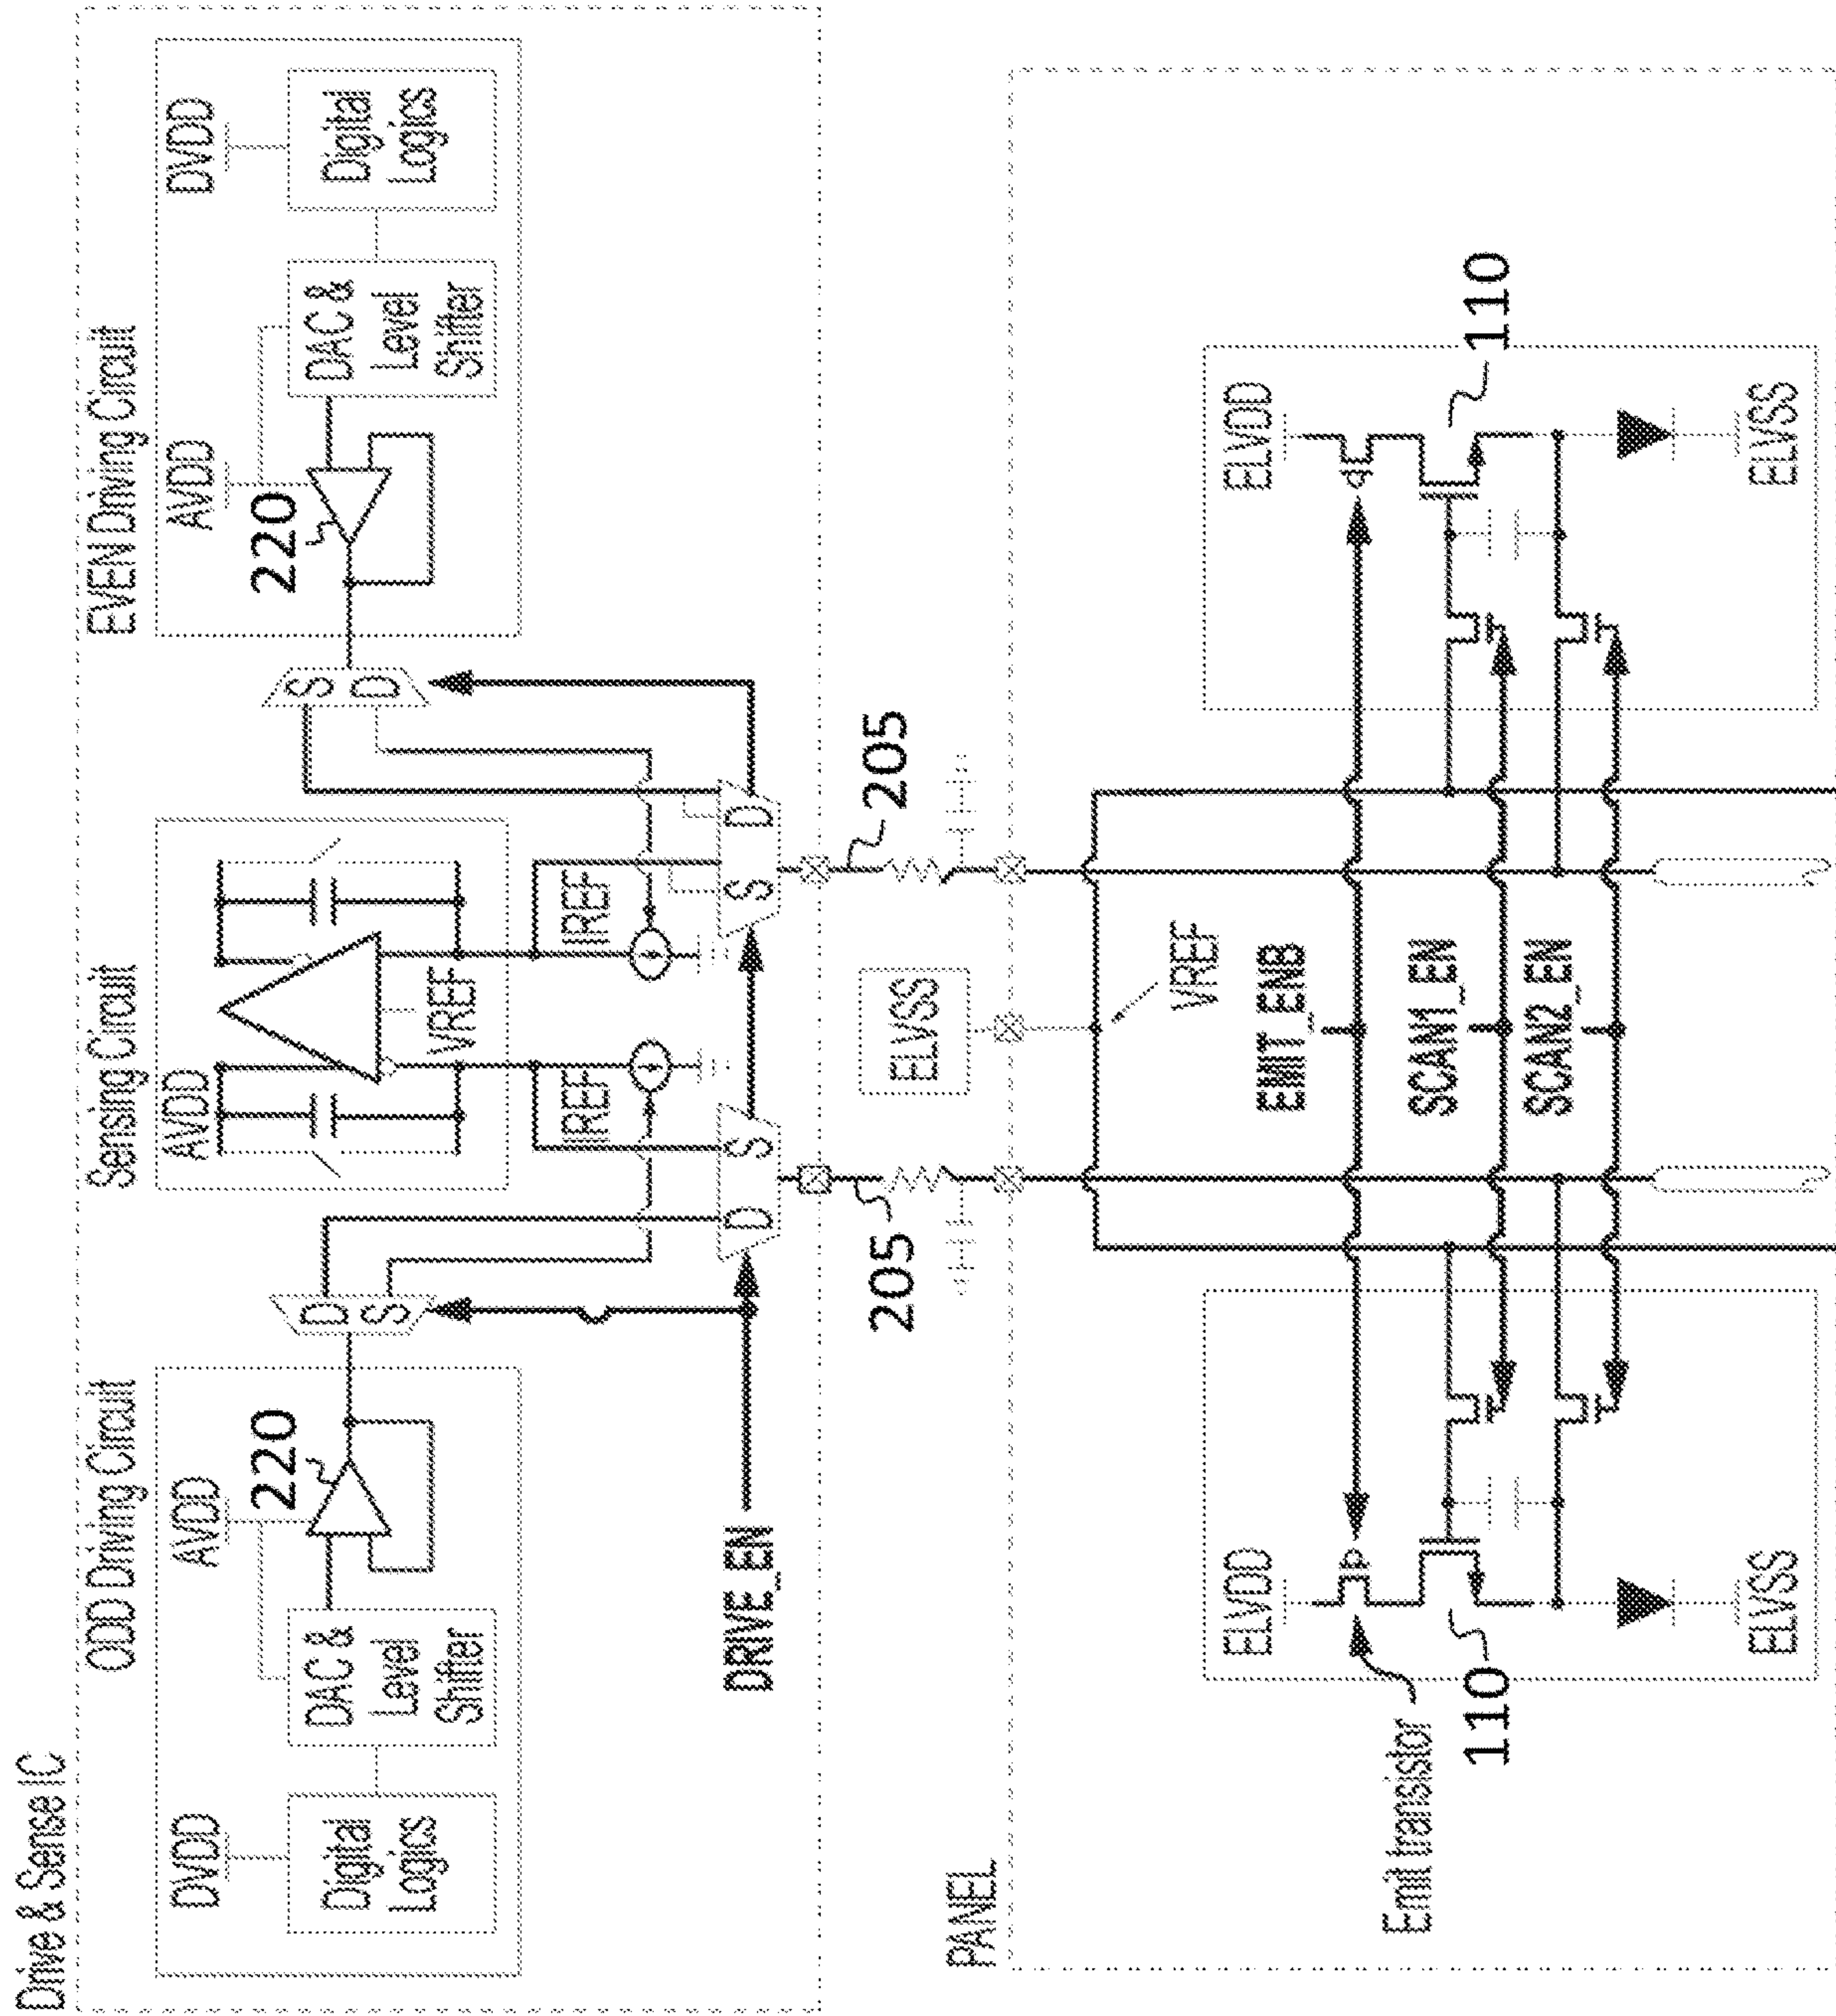 Drive & Sense IC
ODD Driving Circuit
Sensing Circuit
EVEN Driving Circuit
DVDD
AVDD
AVDD
AVDD
DVDD
220
220
Digital
Logics
DAC &
Level
Shifter
VREF
DAC &
Level
Shifter
Digital
Logics
D
S
S
D
IREF
IREF
D
S
S
D
DRIVE_EN
205
205
ELVSS
PANEL
VREF
ELVDD
ELVDD
EMIT_ENB
Emit transistor
110
110
SCAN1_EN
SCAN2_EN
ELVSS
ELVSS